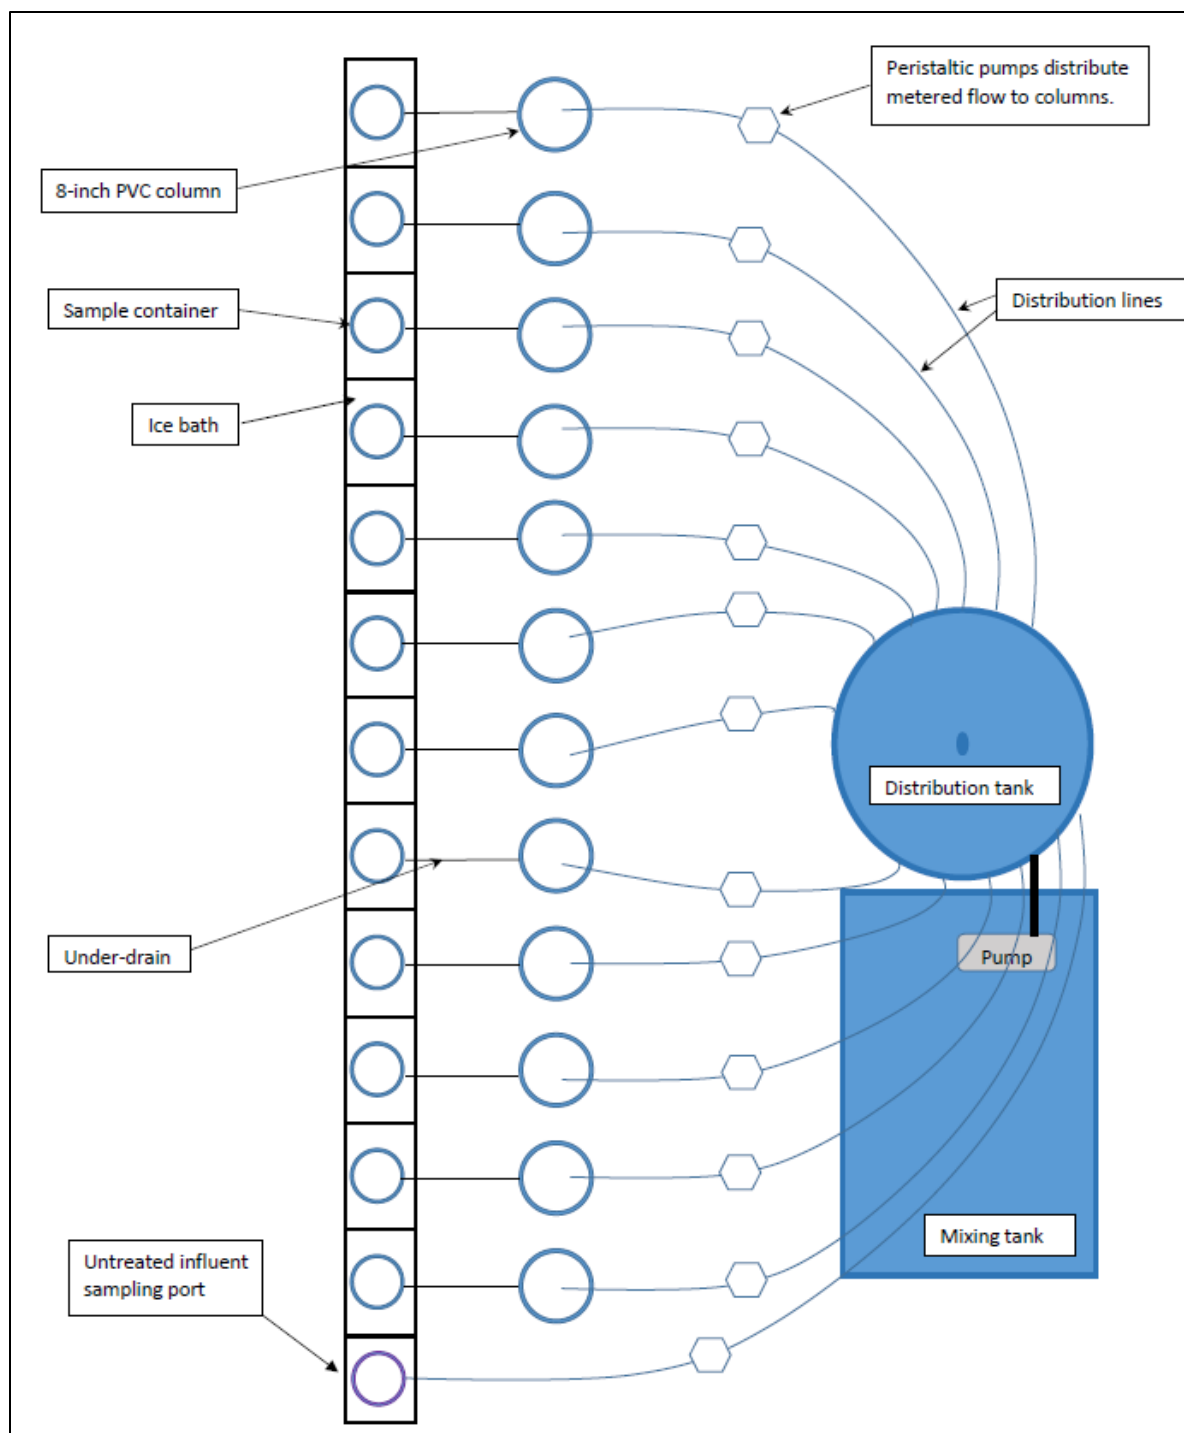 Peristaltic pumps distribute
metered flow to columns.
8-inch PVC column
Distribution lines
Sample container
Ice bath
Distribution tank
Under-drain
Pump
Mixing tank
Untreated influent
sampling port